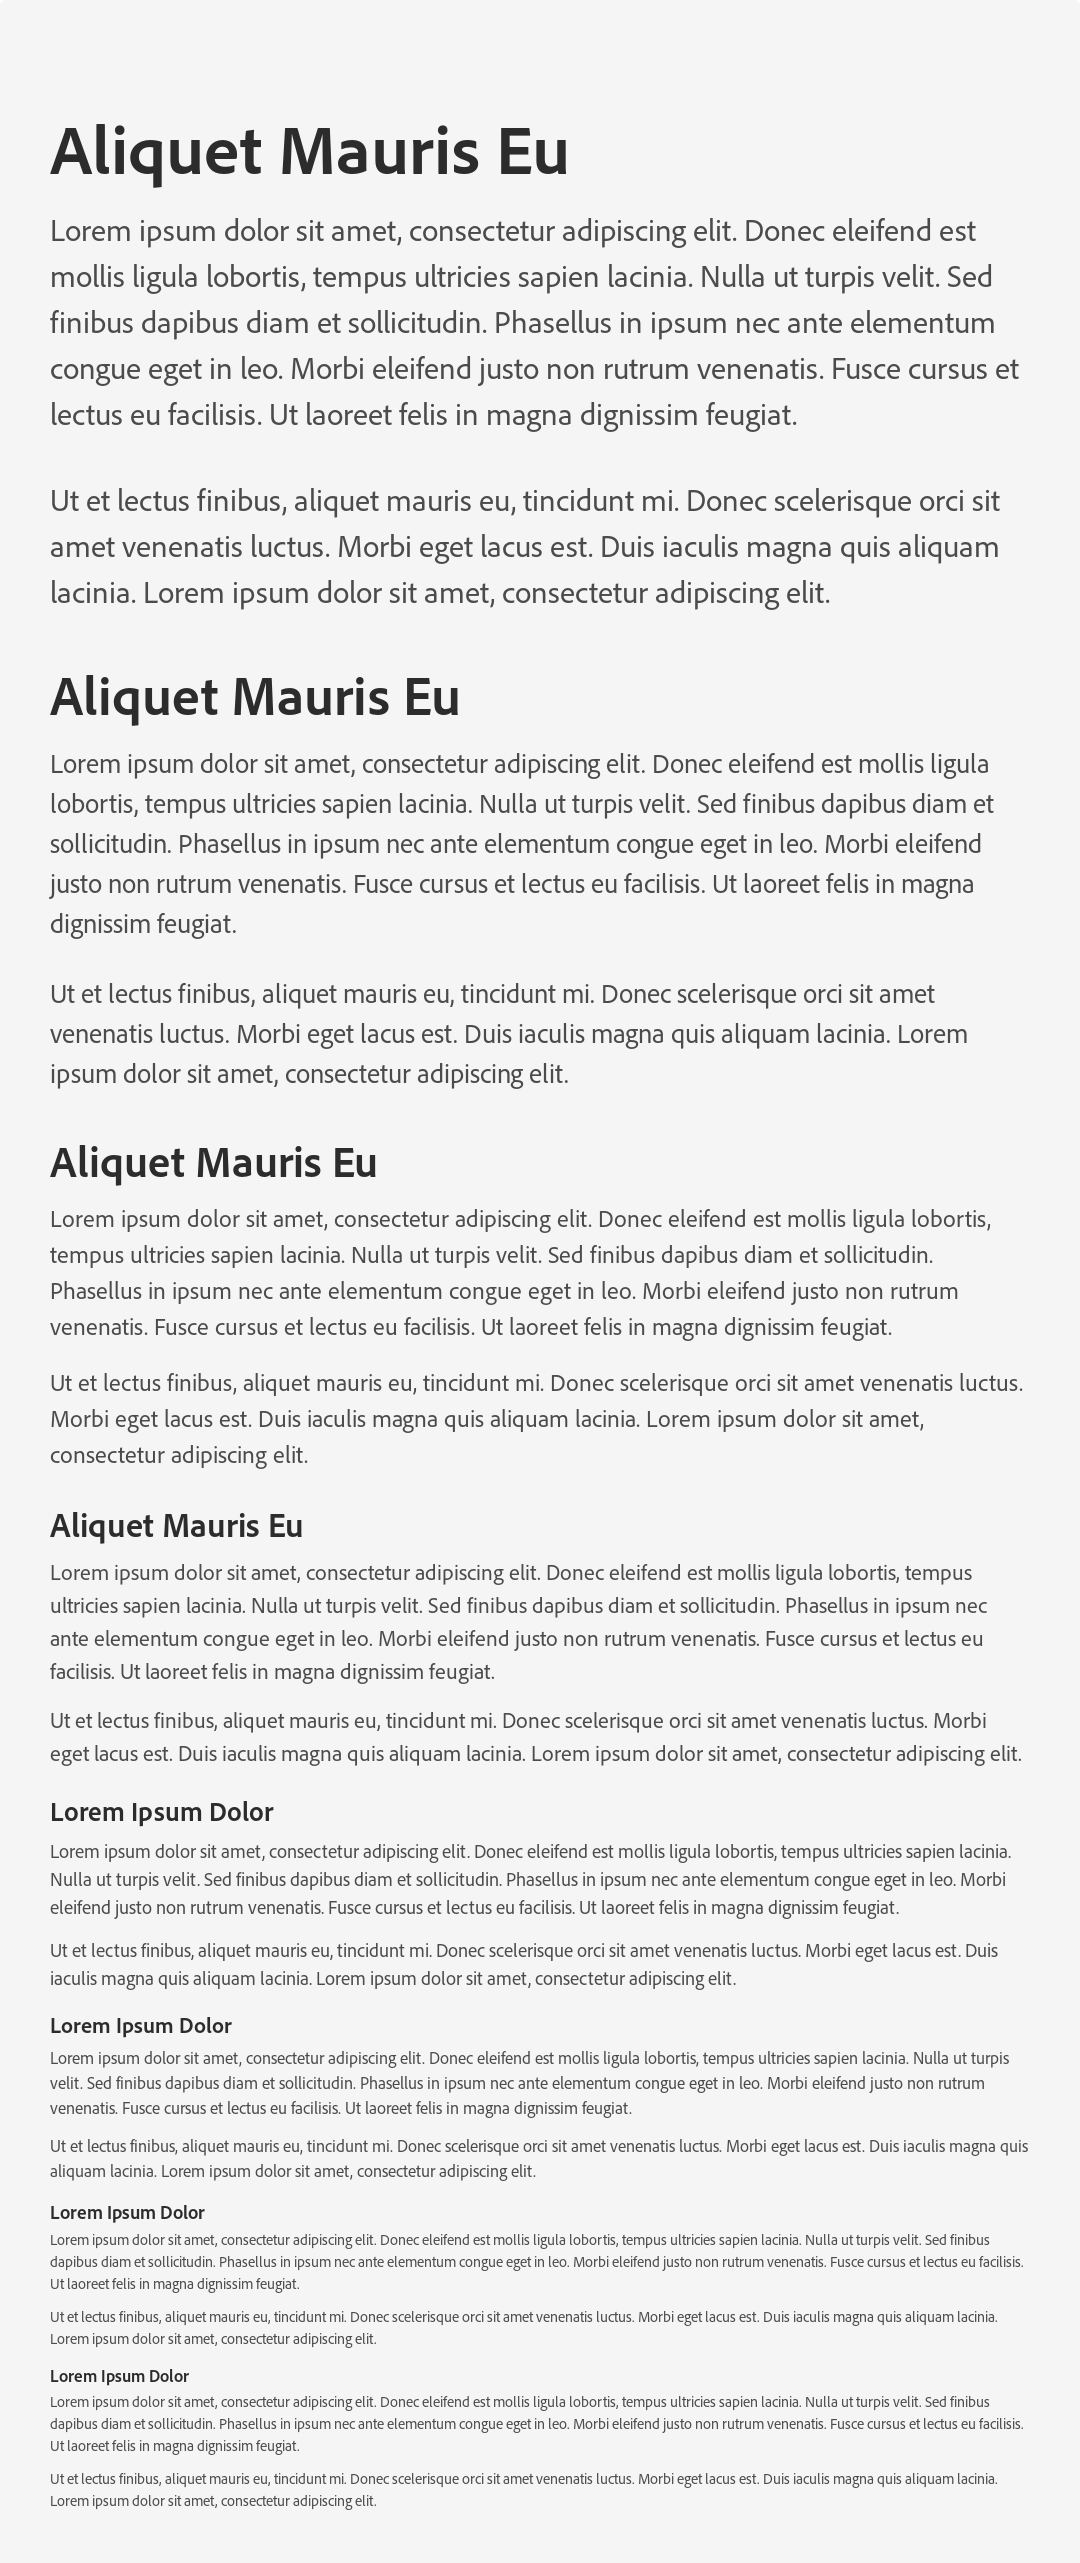 Aliquet Mauris Eu
Lorem ipsum dolor sit amet, consectetur adipiscing elit. Donec eleifend est
mollis ligula lobortis, tempus ultricies sapien lacinia. Nulla ut turpis velit. Sed
finibus dapibus diam et sollicitudin. Phasellus in ipsum nec ante elementum
congue eget in leo. Morbi eleifend justo non rutrum venenatis. Fusce cursus et
lectus eu facilisis. Ut laoreet felis in magna dignissim feugiat.
Ut et lectus finibus, aliquet mauris eu, tincidunt mi. Donec scelerisque orci sit
amet venenatis luctus. Morbi eget lacus est. Duis iaculis magna quis aliquam
lacinia. Lorem ipsum dolor sit amet, consectetur adipiscing elit.
Aliquet Mauris Eu
Lorem ipsum dolor sit amet, consectetur adipiscing elit. Donec eleifend est mollis ligula
lobortis, tempus ultricies sapien lacinia. Nulla ut turpis velit. Sed finibus dapibus diam et
sollicitudin. Phasellus in ipsum nec ante elementum congue eget in leo. Morbi eleifend
justo non rutrum venenatis. Fusce cursus et lectus eu facilisis. Ut laoreet felis in magna
dignissim feugiat.
Ut et lectus finibus, aliquet mauris eu, tincidunt mi. Donec scelerisque orci sit amet
venenatis luctus. Morbi eget lacus est. Duis iaculis magna quis aliquam lacinia. Lorem
ipsum dolor sit amet, consectetur adipiscing elit.
Aliquet Mauris Eu
Lorem ipsum dolor sit amet, consectetur adipiscing elit. Donec eleifend est mollis ligula lobortis,
tempus ultricies sapien lacinia. Nulla ut turpis velit. Sed finibus dapibus diam et sollicitudin.
Phasellus in ipsum nec ante elementum congue eget in leo. Morbi eleifend justo non rutrum
venenatis. Fusce cursus et lectus eu facilisis. Ut laoreet felis in magna dignissim feugiat.
Ut et lectus finibus, aliquet mauris eu, tincidunt mi. Donec scelerisque orci sit amet venenatis luctus.
Morbi eget lacus est. Duis iaculis magna quis aliquam lacinia. Lorem ipsum dolor sit amet,
consectetur adipiscing elit.
Aliquet Mauris Eu
Lorem ipsum dolor sit amet, consectetur adipiscing elit. Donec eleifend est mollis ligula lobortis, tempus
ultricies sapien lacinia. Nulla ut turpis velit. Sed finibus dapibus diam et sollicitudin. Phasellus in ipsum nec
ante elementum congue eget in leo. Morbi eleifend justo non rutrum venenatis. Fusce cursus et lectus eu
facilisis. Ut laoreet felis in magna dignissim feugiat.
Ut et lectus finibus, aliquet mauris eu, tincidunt mi. Donec scelerisque orci sit amet venenatis luctus. Morbi
eget lacus est. Duis iaculis magna quis aliquam lacinia. Lorem ipsum dolor sit amet, consectetur adipiscing elit.
Lorem Ipsum Dolor
Lorem ipsum dolor sit amet, consectetur adipiscing elit. Donec eleifend est mollis ligula lobortis, tempus ultricies sapien lacinia.
Nulla ut turpis velit. Sed finibus dapibus diam et sollicitudin. Phasellus in ipsum nec ante elementum congue eget in leo. Morbi
eleifend justo non rutrum venenatis. Fusce cursus et lectus eu facilisis. Ut laoreet felis in magna dignissim feugiat.
Ut et lectus finibus, aliquet mauris eu, tincidunt mi. Donec scelerisque orci sit amet venenatis luctus. Morbi eget lacus est. Duis
iaculis magna quis aliquam lacinia. Lorem ipsum dolor sit amet, consectetur adipiscing elit.
Lorem Ipsum Dolor
Lorem ipsum dolor sit amet, consectetur adipiscing elit. Donec eleifend est mollis ligula lobortis, tempus ultricies sapien lacinia. Nulla ut turpis
velit. Sed finibus dapibus diam et sollicitudin. Phasellus in ipsum nec ante elementum congue eget in leo. Morbi eleifend justo non rutrum
venenatis. Fusce cursus et lectus eu facilisis. Ut laoreet felis in magna dignissim feugiat.
Ut et lectus finibus, aliquet mauris eu, tincidunt mi. Donec scelerisque orci sit amet venenatis luctus. Morbi eget lacus est. Duis iaculis magna quis
aliquam lacinia. Lorem ipsum dolor sit amet, consectetur adipiscing elit.
Lorem Ipsum Dolor
Lorem ipsum dolor sit amet, consectetur adipiscing elit. Donec eleifend est mollis ligula lobortis, tempus ultricies sapien lacinia. Nulla ut turpis velit. Sed finibus
dapibus diam et sollicitudin. Phasellus in ipsum nec ante elementum congue eget in leo. Morbi eleifend justo non rutrum venenatis. Fusce cursus et lectus eu facilisis.
Ut laoreet felis in magna dignissim feugiat.
Ut et lectus finibus, aliquet mauris eu, tincidunt mi. Donec scelerisque orci sit amet venenatis luctus. Morbi eget lacus est. Duis iaculis magna quis aliquam lacinia.
Lorem ipsum dolor sit amet, consectetur adipiscing elit.
Lorem Ipsum Dolor
Lorem ipsum dolor sit amet, consectetur adipiscing elit. Donec eleifend est mollis ligula lobortis, tempus ultricies sapien lacinia. Nulla ut turpis velit. Sed finibus
dapibus diam et sollicitudin. Phasellus in ipsum nec ante elementum congue eget in leo. Morbi eleifend justo non rutrum venenatis. Fusce cursus et lectus eu facilisis.
Ut laoreet felis in magna dignissim feugiat.
Ut et lectus finibus, aliquet mauris eu, tincidunt mi. Donec scelerisque orci sit amet venenatis luctus. Morbi eget lacus est. Duis iaculis magna quis aliquam lacinia.
Lorem ipsum dolor sit amet, consectetur adipiscing elit.